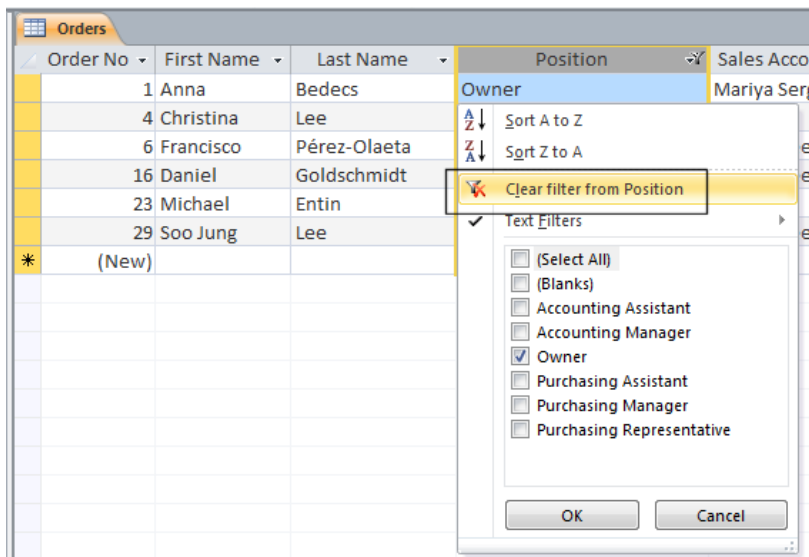 Orders
Order No First Name Last Name Position Sales Acco
1 Anna Bedecs Owner Mariya Serg
4 Christina Lee
6 Francisco Pérez-Olaeta
16 Daniel Goldschmidt
23 Michael Entin
29 Soo Jung Lee
(New)
Sort A to Z
Sort Z to A
Clear filter from Position
Text Filters
(Select All)
(Blanks)
Accounting Assistant
Accounting Manager
Owner
Purchasing Assistant
Purchasing Manager
Purchasing Representative
OK Cancel